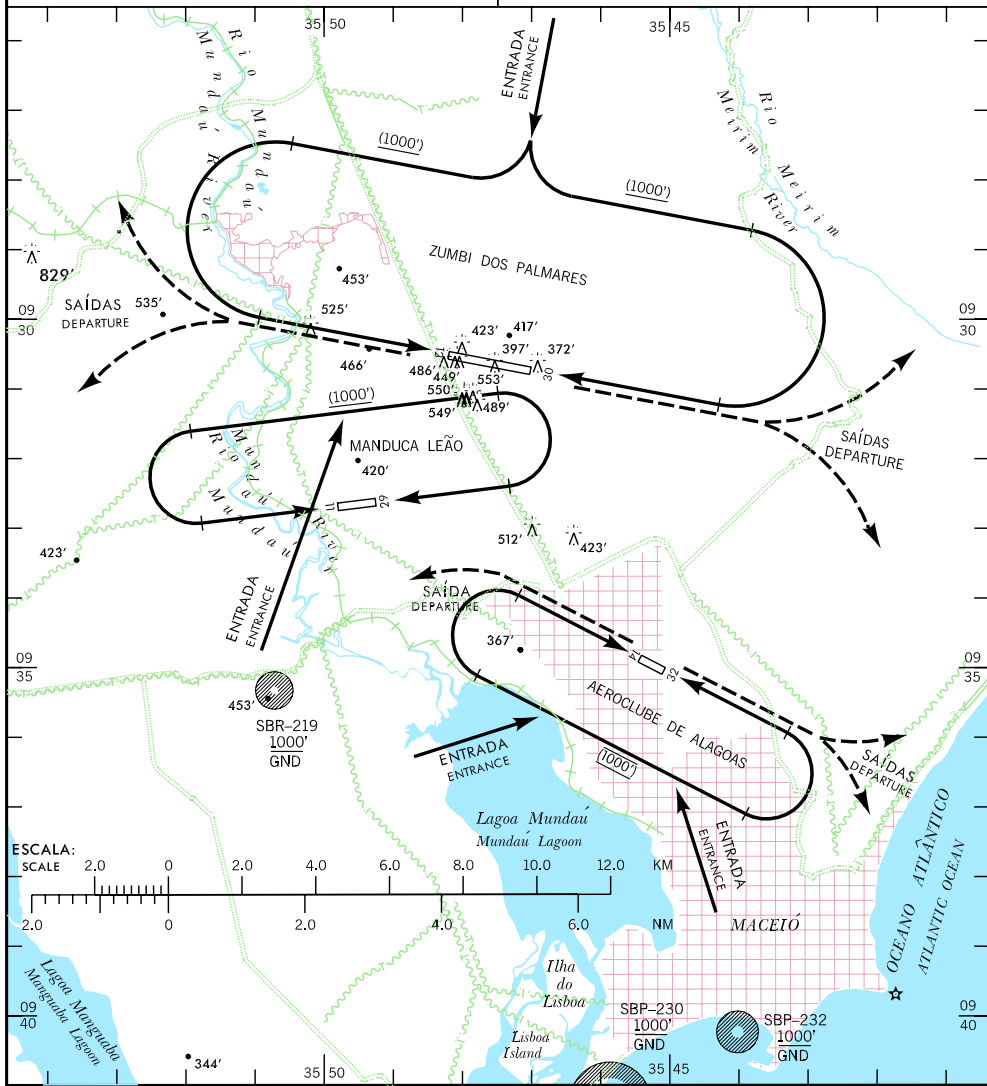 35 50
35 45
Rio Mundaú
Mundaú River
ENTRADA
ENTRANCE
Rio Meirim
Meirim River
(1000')
(1000')
ZUMBI DOS PALMARES
829'
453'
535'
SAÍDAS
DEPARTURE
525'
09
30
09
30
423'
417'
397'
372'
466'
486'
449'
553'
30
550'
549'
489'
(1000')
MANDUCA LEÃO
420'
SAÍDAS
DEPARTURE
Rio Mundaú
Mundaú River
11
29
423'
512'
423'
ENTRADA
ENTRANCE
SAÍDA
DEPARTURE
367'
14
32
09
35
09
35
AEROCLUBE DE ALAGOAS
453'
SBR–219
1000'
GND
ENTRADA
ENTRANCE
(1000')
SAÍDAS
DEPARTURE
Lagoa Mundaú
Mundaú Lagoon
ENTRADA
ENTRANCE
OCEANO ATLÂNTICO
ATLANTIC OCEAN
ESCALA:
SCALE
2.0 0 2.0 4.0 6.0 8.0 10.0 12.0 KM
2.0 0 2.0 4.0 6.0 NM
MACEIÓ
Lagoa Manguaba
Manguaba Lagoon
Ilha
do
Lisboa
Lisboa
Island
SBP–230
1000'
GND
SBP–232
1000'
GND
09
40
09
40
344'
35 50
35 45